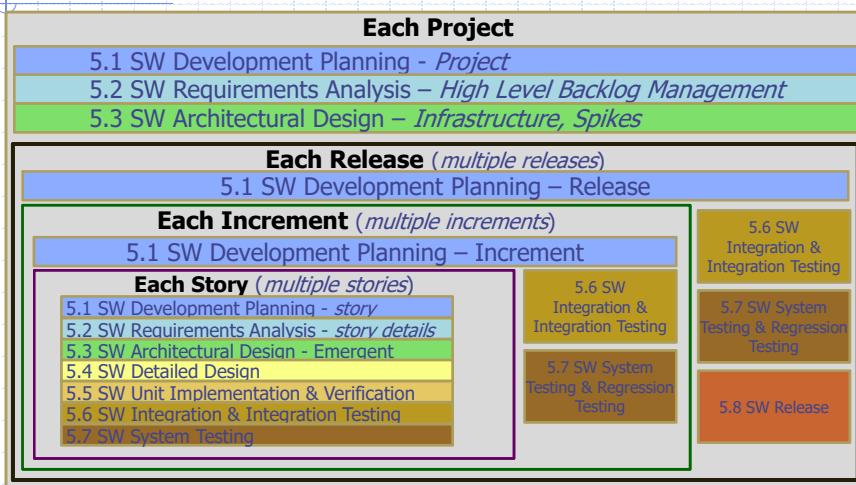 Each Project
5.1 SW Development Planning - Project
5.2 SW Requirements Analysis – High Level Backlog Management
5.3 SW Architectural Design – Infrastructure, Spikes
Each Release (multiple releases)
5.1 SW Development Planning – Release
Each Increment (multiple increments)
5.1 SW Development Planning – Increment
Each Story (multiple stories)
5.1 SW Development Planning - story
5.2 SW Requirements Analysis - story details
5.3 SW Architectural Design - Emergent
5.4 SW Detailed Design
5.5 SW Unit Implementation & Verification
5.6 SW Integration & Integration Testing
5.7 SW System Testing
5.6 SW
Integration &
Integration Testing
5.7 SW System
Testing & Regression
Testing
5.6 SW
Integration &
Integration Testing
5.7 SW System
Testing & Regression
Testing
5.8 SW Release